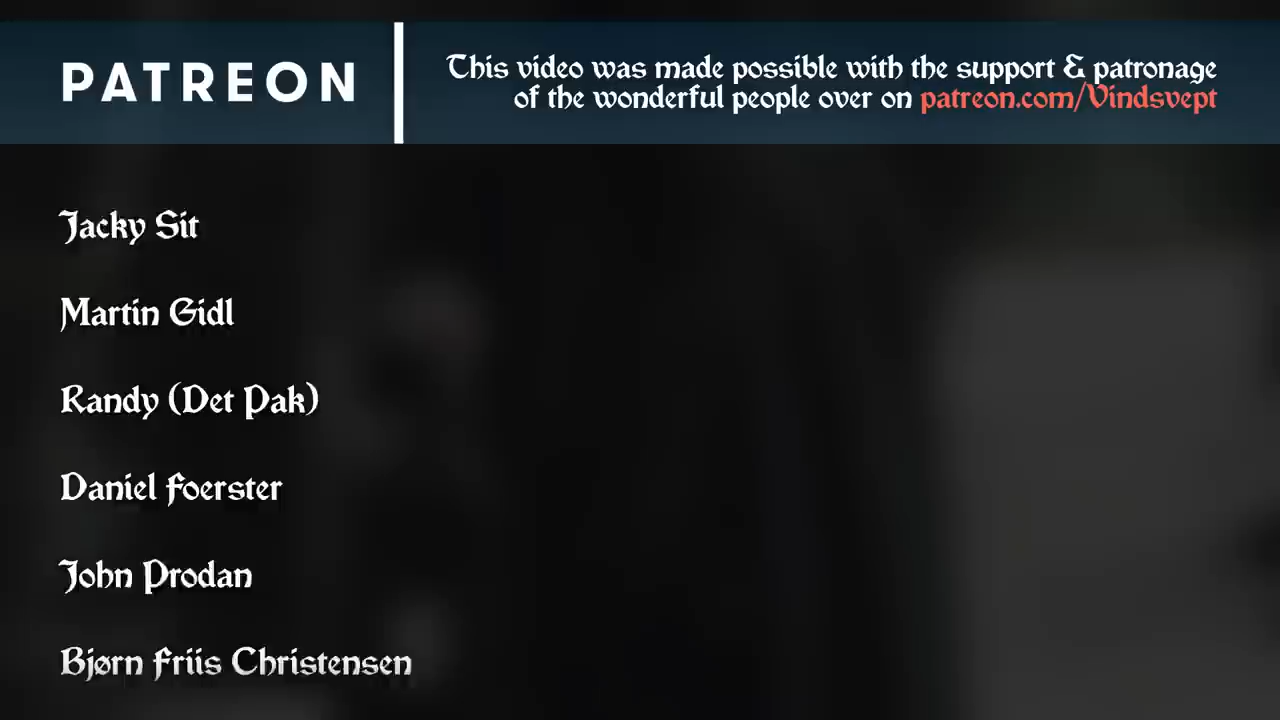 PATREON
This video was made possible with the support & patronage
of the wonderful people over on patreon.com/Vindsvept
Jacky Sit
Martin Gidl
Randy (Det Pak)
Daniel Foerster
John Prodan
Bjørn Friis Christensen